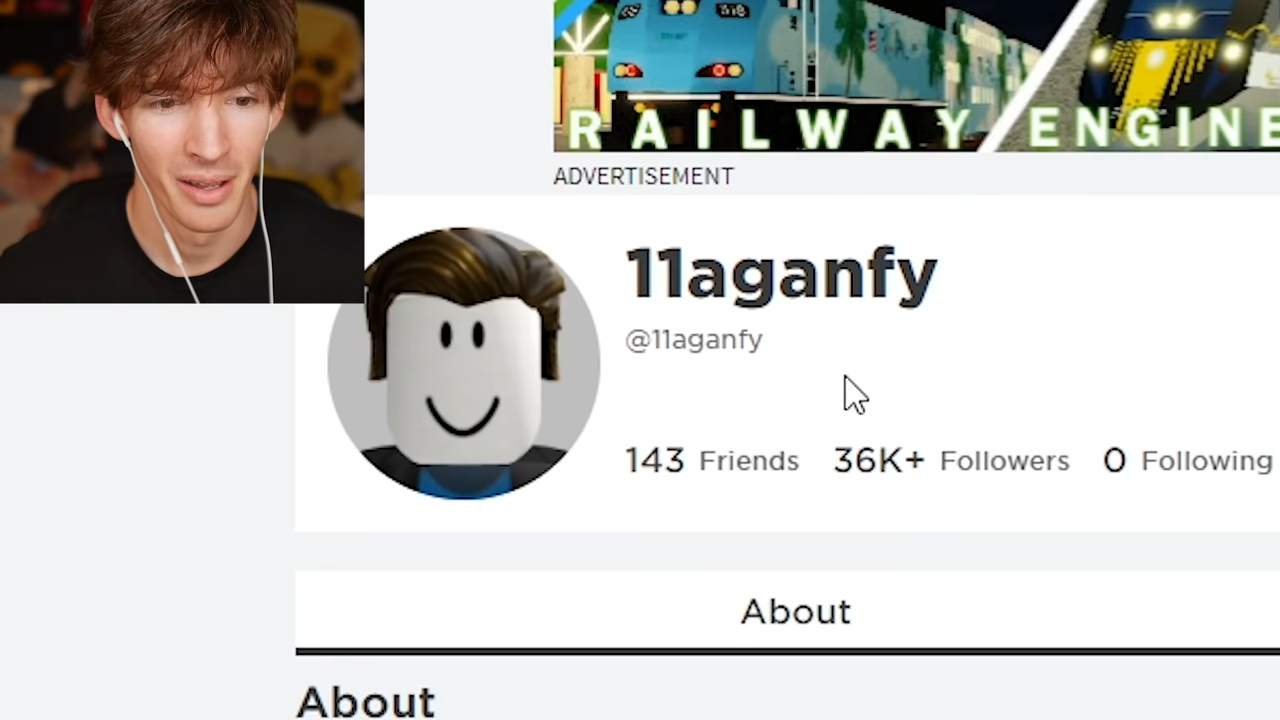 RAILWAY ENGINE
ADVERTISEMENT
11aganfy
@11aganfy
143 Friends 36K+ Followers 0 Following
About
About